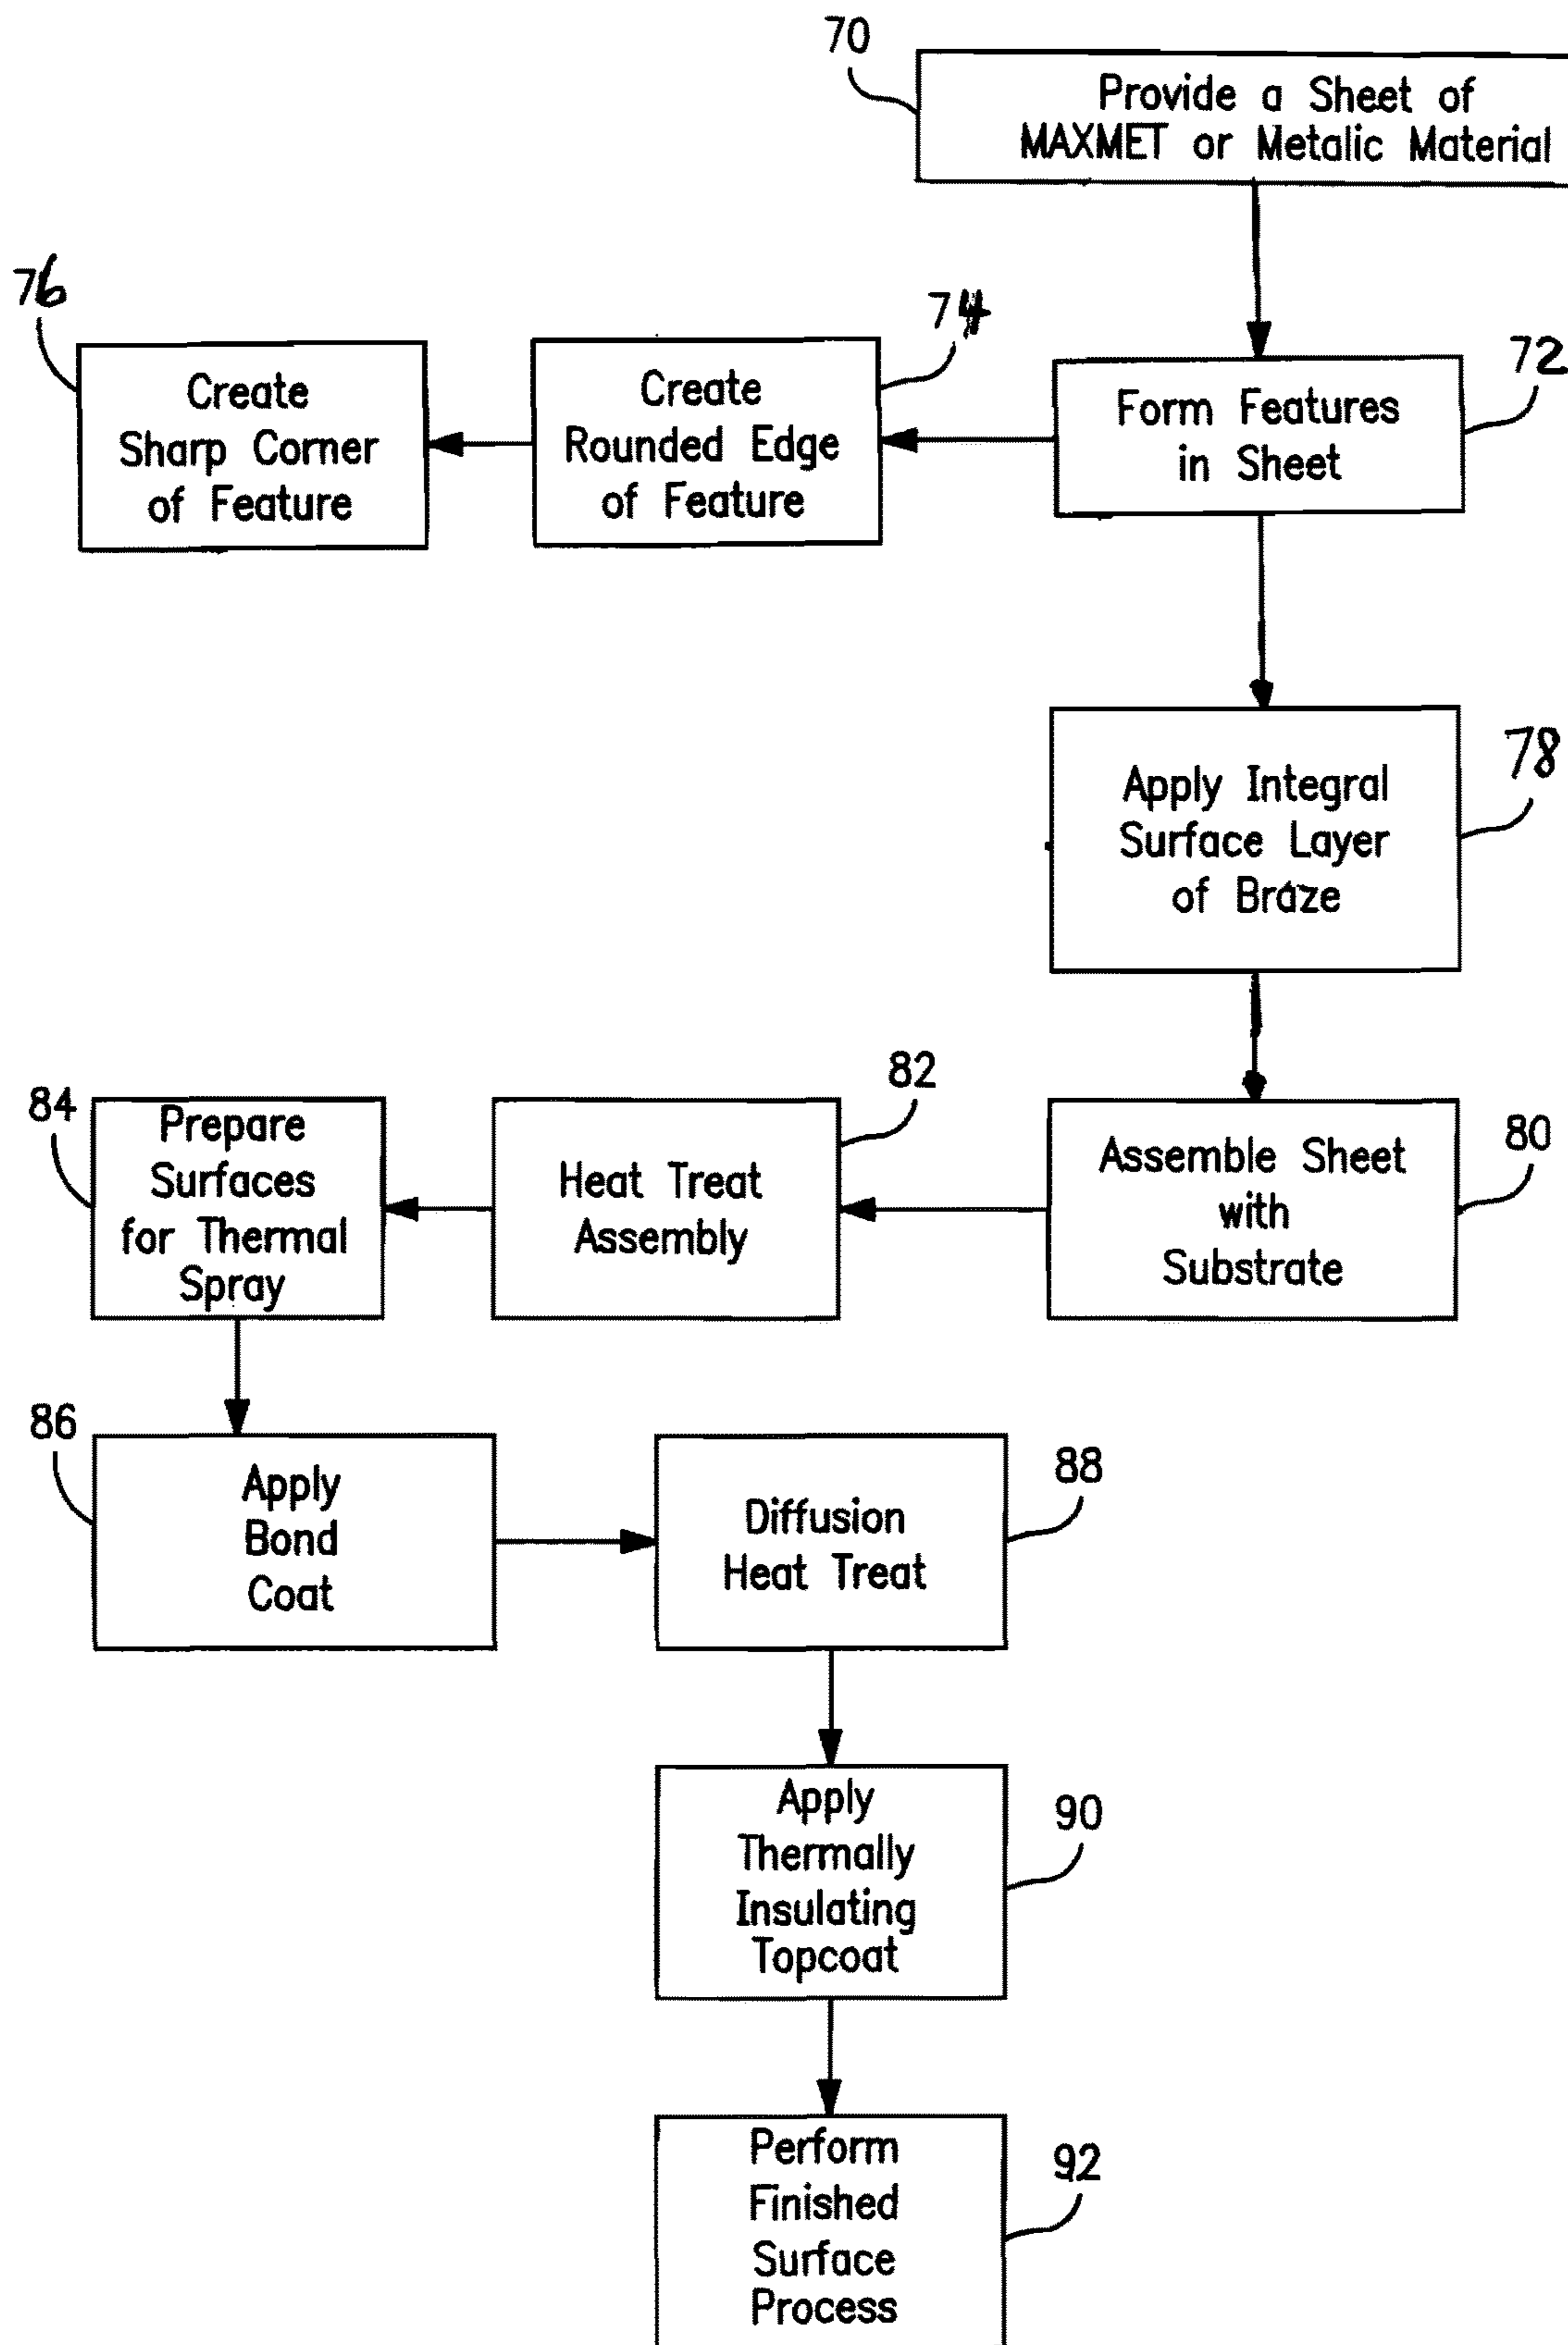 70
Provide a Sheet of
MAXMET or Metalic Material
76
Create
Sharp Corner
of Feature
74
Create
Rounded Edge
of Feature
72
Form Features
in Sheet
78
Apply Integral
Surface Layer
of Braze
84
Prepare
Surfaces
for Thermal
Spray
82
Heat Treat
Assembly
80
Assemble Sheet
with
Substrate
86
Apply
Bond
Coat
88
Diffusion
Heat Treat
90
Apply
Thermally
Insulating
Topcoat
92
Perform
Finished
Surface
Process